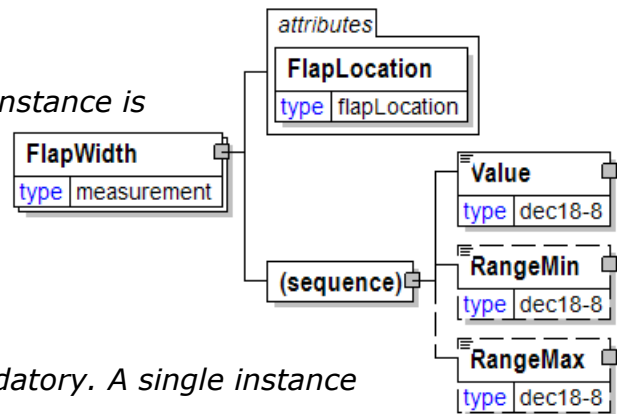 attributes
FlapLocation
type flapLocation
nstance is
FlapWidth
type measurement
Value
type dec18-8
(sequence)
RangeMin
type dec18-8
RangeMax
type dec18-8
datory. A single instance